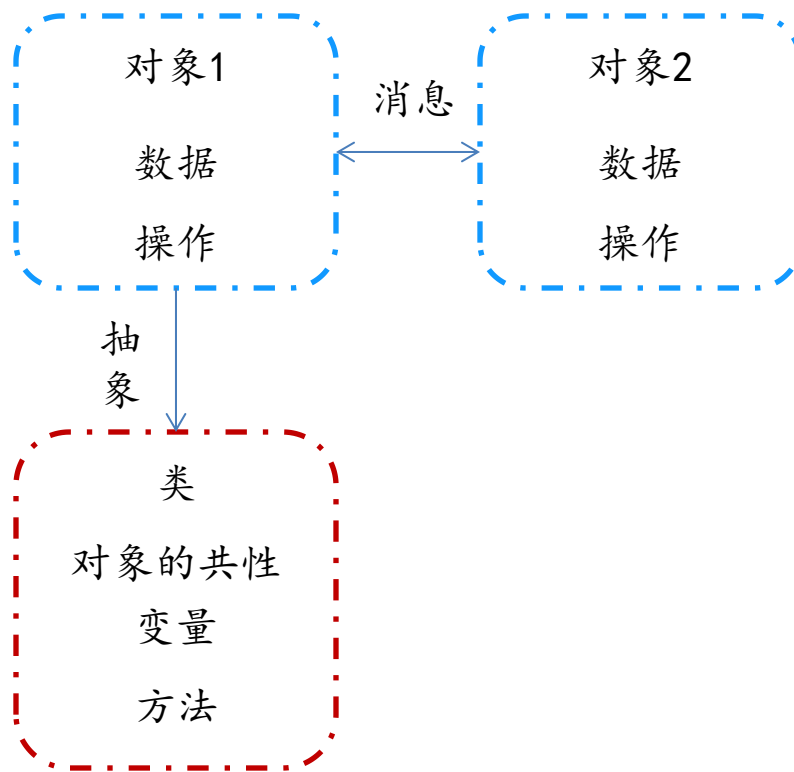 对象1
数据
操作
消息
对象2
数据
操作
抽
象
类
对象的共性
变量
方法